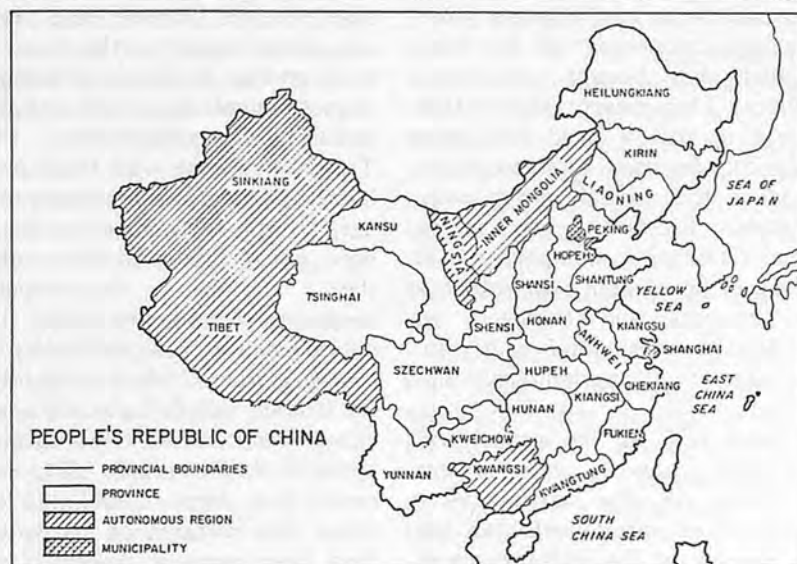 HEILUNGKIANG
KIRIN
LIAONING
SEA OF
JAPAN
SINKIANG
INNER MONGOLIA
NINGSIA
KANSU
PEKING
HOPEH
TSINGHAI
SHANSI
SHANTUNG
YELLOW
SEA
TIBET
SHENSI
HONAN
KIANGSU
ANHWEI
SHANGHAI
SZECHWAN
HUPEH
CHEKIANG
EAST
CHINA
SEA
KIANGSI
HUNAN
KWEICHOW
FUKIEN
YUNNAN
KWANGSI
KWANGTUNG
SOUTH
CHINA SEA
PEOPLE'S REPUBLIC OF CHINA
PROVINCIAL BOUNDARIES
PROVINCE
AUTONOMOUS REGION
MUNICIPALITY